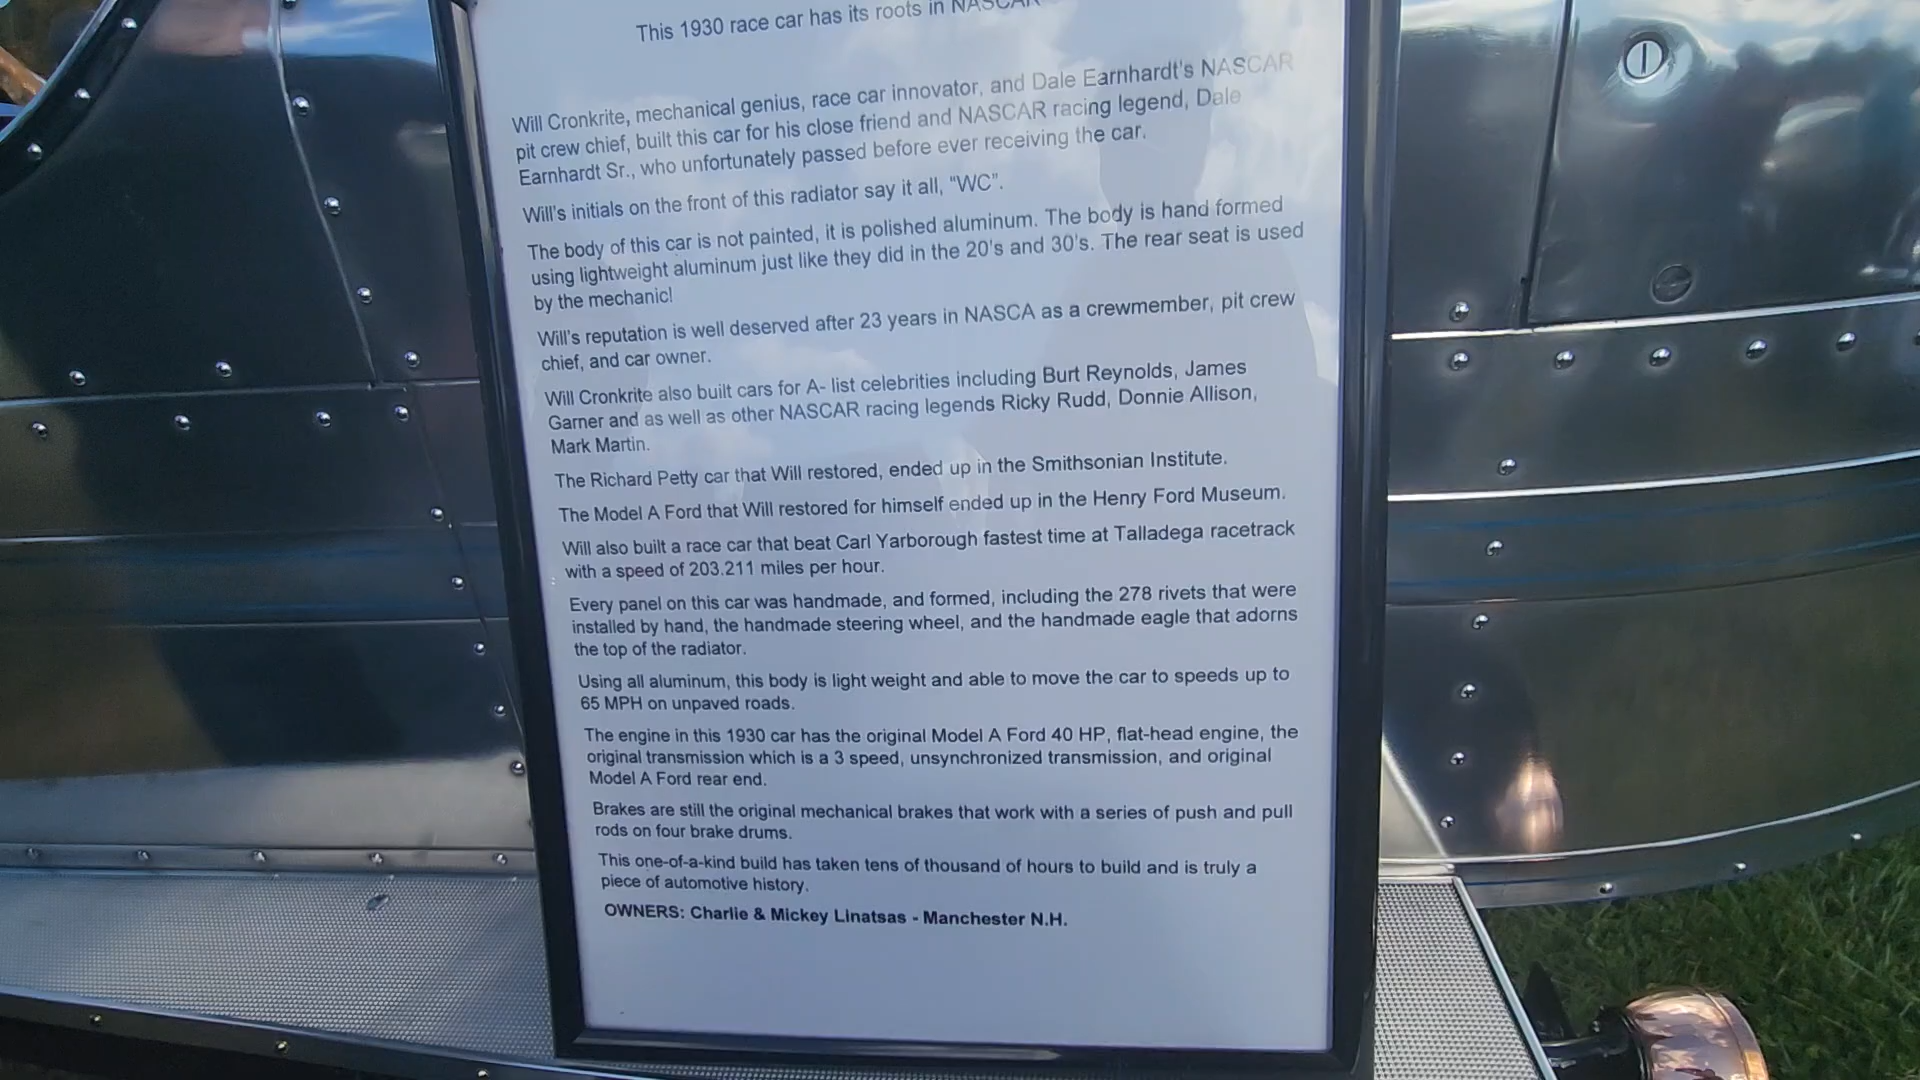 This 1930 race car has its roots in NASCAR
Will Cronkrite, mechanical genius, race car innovator, and Dale Earnhardt's NASCAR
pit crew chief, built this car for his close friend and NASCAR racing legend, Dale
Earnhardt Sr., who unfortunately passed before ever receiving the car.
Will's initials on the front of this radiator say it all, "WC".
The body of this car is not painted, it is polished aluminum. The body is hand formed
using lightweight aluminum just like they did in the 20's and 30's. The rear seat is used
by the mechanic!
Will's reputation is well deserved after 23 years in NASCA as a crewmember, pit crew
chief, and car owner.
Will Cronkrite also built cars for A- list celebrities including Burt Reynolds, James
Garner and as well as other NASCAR racing legends Ricky Rudd, Donnie Allison,
Mark Martin.
The Richard Petty car that Will restored, ended up in the Smithsonian Institute.
The Model A Ford that Will restored for himself ended up in the Henry Ford Museum.
Will also built a race car that beat Carl Yarborough fastest time at Talladega racetrack
with a speed of 203.211 miles per hour.
Every panel on this car was handmade, and formed, including the 278 rivets that were
installed by hand, the handmade steering wheel, and the handmade eagle that adorns
the top of the radiator.
Using all aluminum, this body is light weight and able to move the car to speeds up to
65 MPH on unpaved roads.
The engine in this 1930 car has the original Model A Ford 40 HP, flat-head engine, the
original transmission which is a 3 speed, unsynchronized transmission, and original
Model A Ford rear end.
Brakes are still the original mechanical brakes that work with a series of push and pull
rods on four brake drums.
This one-of-a-kind build has taken tens of thousand of hours to build and is truly a
piece of automotive history.
OWNERS: Charlie & Mickey Linatsas - Manchester N.H.